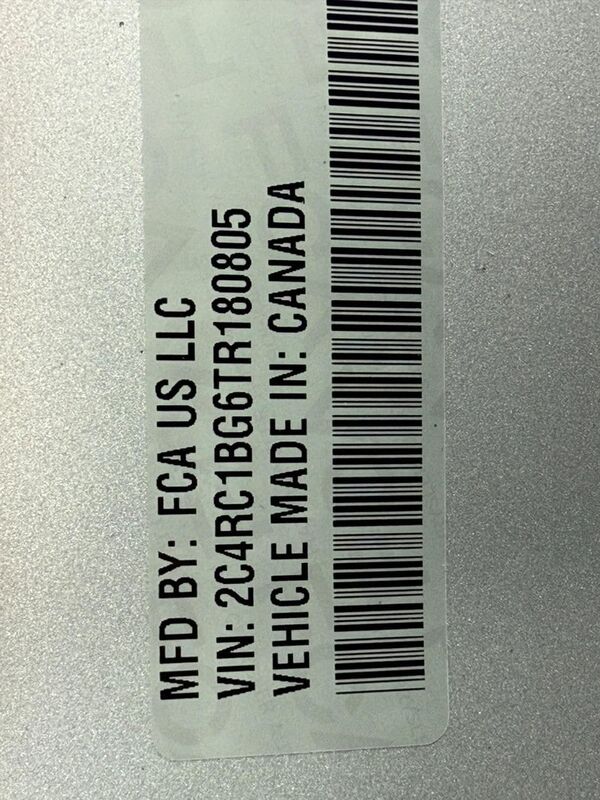 MFD BY: FCA US LLC
VIN: 2C4RC1BG6TR180805
VEHICLE MADE IN: CANADA